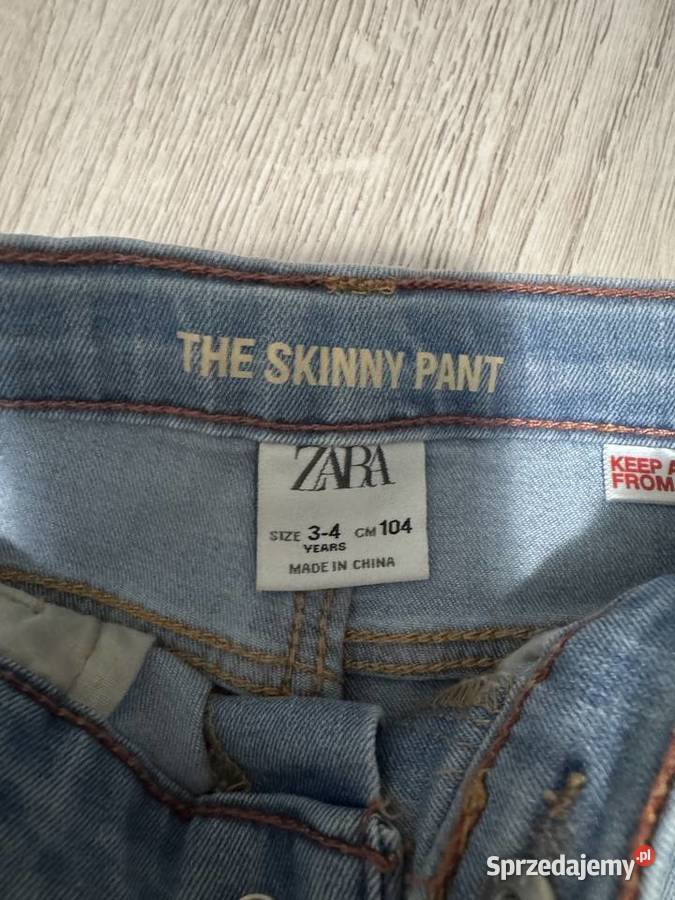 THE SKINNY PANT
ZARA
SIZE 3-4 CM 104
YEARS
MADE IN CHINA
KEEP
FROM
Sprzedajemy.pl